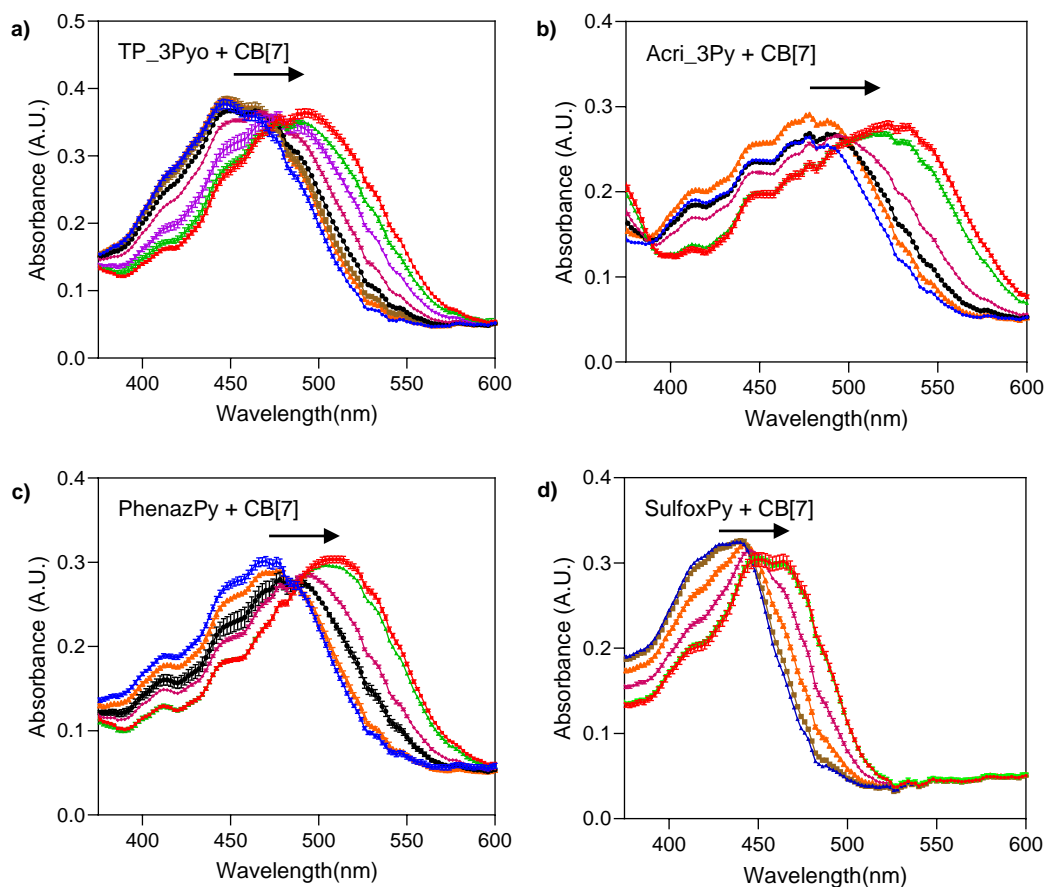 a)
TP_3Pyo + CB[7]
Absorbance (A.U.)
0.5
0.4
0.3
0.2
0.1
0.0
400 450 500 550 600
Wavelength(nm)
b)
Acri_3Py + CB[7]
Absorbance (A.U.)
0.4
0.3
0.2
0.1
0.0
400 450 500 550 600
Wavelength(nm)
c)
PhenazPy + CB[7]
Absorbance (A.U.)
0.4
0.3
0.2
0.1
0.0
400 450 500 550 600
Wavelength(nm)
d)
SulfoxPy + CB[7]
Absorbance (A.U.)
0.4
0.3
0.2
0.1
0.0
400 450 500 550 600
Wavelength(nm)